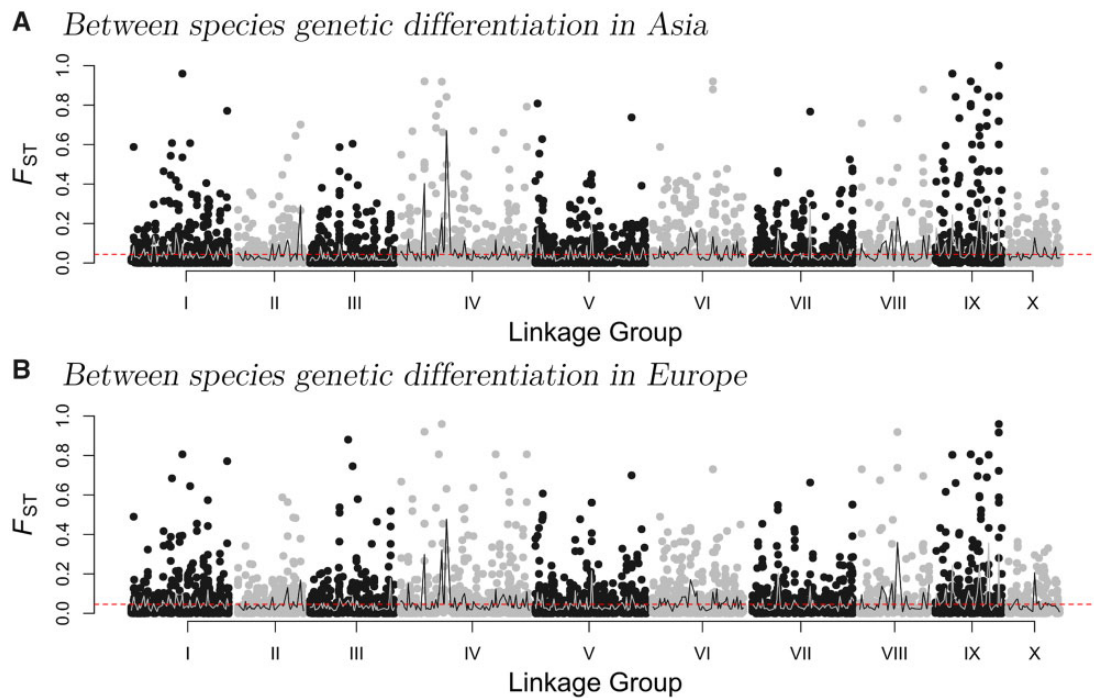 A Between species genetic differentiation in Asia
1.0
0.8
0.6
0.4
0.2
0.0
FST
I II III IV V VI VII VIII IX X
Linkage Group
B Between species genetic differentiation in Europe
1.0
0.8
0.6
0.4
0.2
0.0
FST
I II III IV V VI VII VIII IX X
Linkage Group